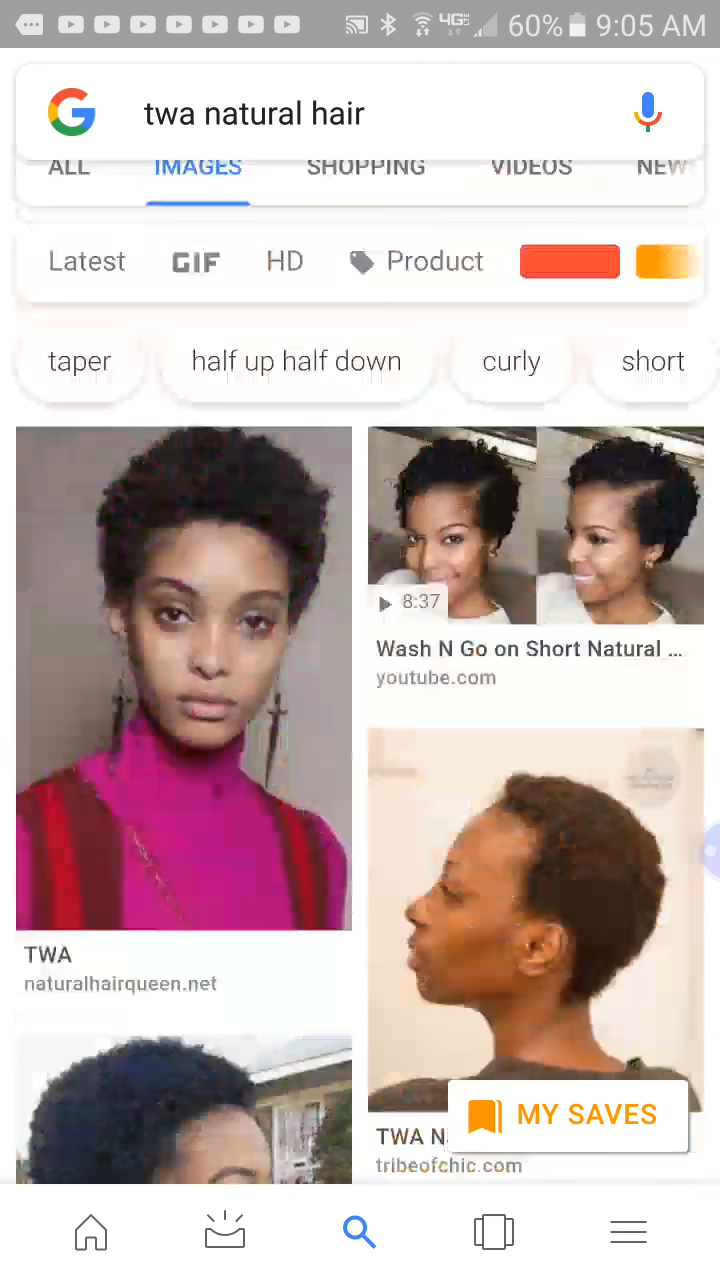 4G 60% 9:05 AM
twa natural hair
ALL IMAGES SHOPPING VIDEOS NEW
Latest GIF HD Product
taper half up half down curly short
8:37
Wash N Go on Short Natural ...
youtube.com
TWA
naturalhairqueen.net
MY SAVES
TWA N
tribeofchic.com